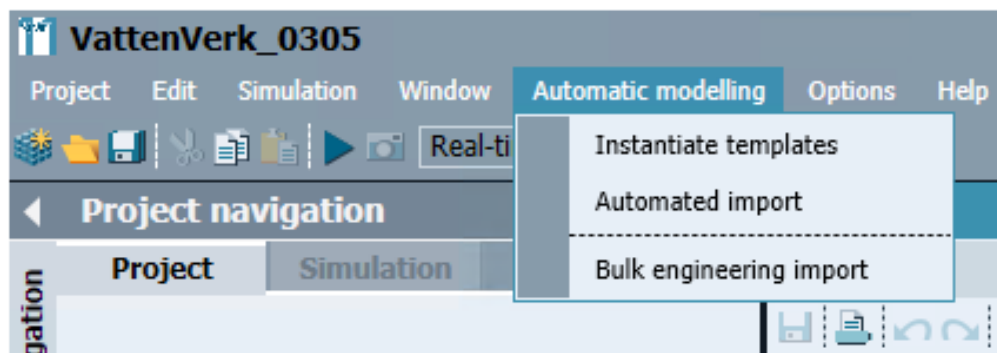 VattenVerk_0305
Project Edit Simulation Window Automatic modelling Options Help
Real-ti
Instantiate templates
Automated import
Bulk engineering import
Project navigation
Project Simulation
gation